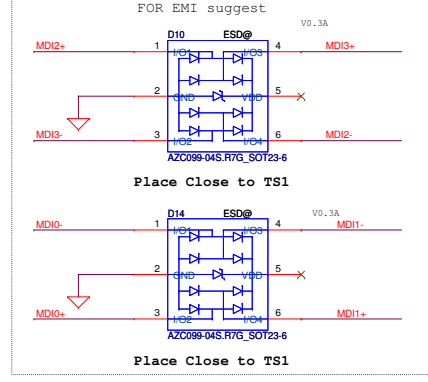 FOR EMI suggest
V0.3A
D10 ESD@
MDI2+ 1 I/O1 I/O3 4 MDI3+
2 GND VDD 5
MDI3- 3 I/O2 I/O4 6 MDI2-
AZC099-04S.R7G_SOT23-6
Place Close to TS1
D14 ESD@ V0.3A
MDI0- 1 I/O1 I/O3 4 MDI1-
2 GND VDD 5
MDI0+ 3 I/O2 I/O4 6 MDI1+
AZC099-04S.R7G_SOT23-6
Place Close to TS1